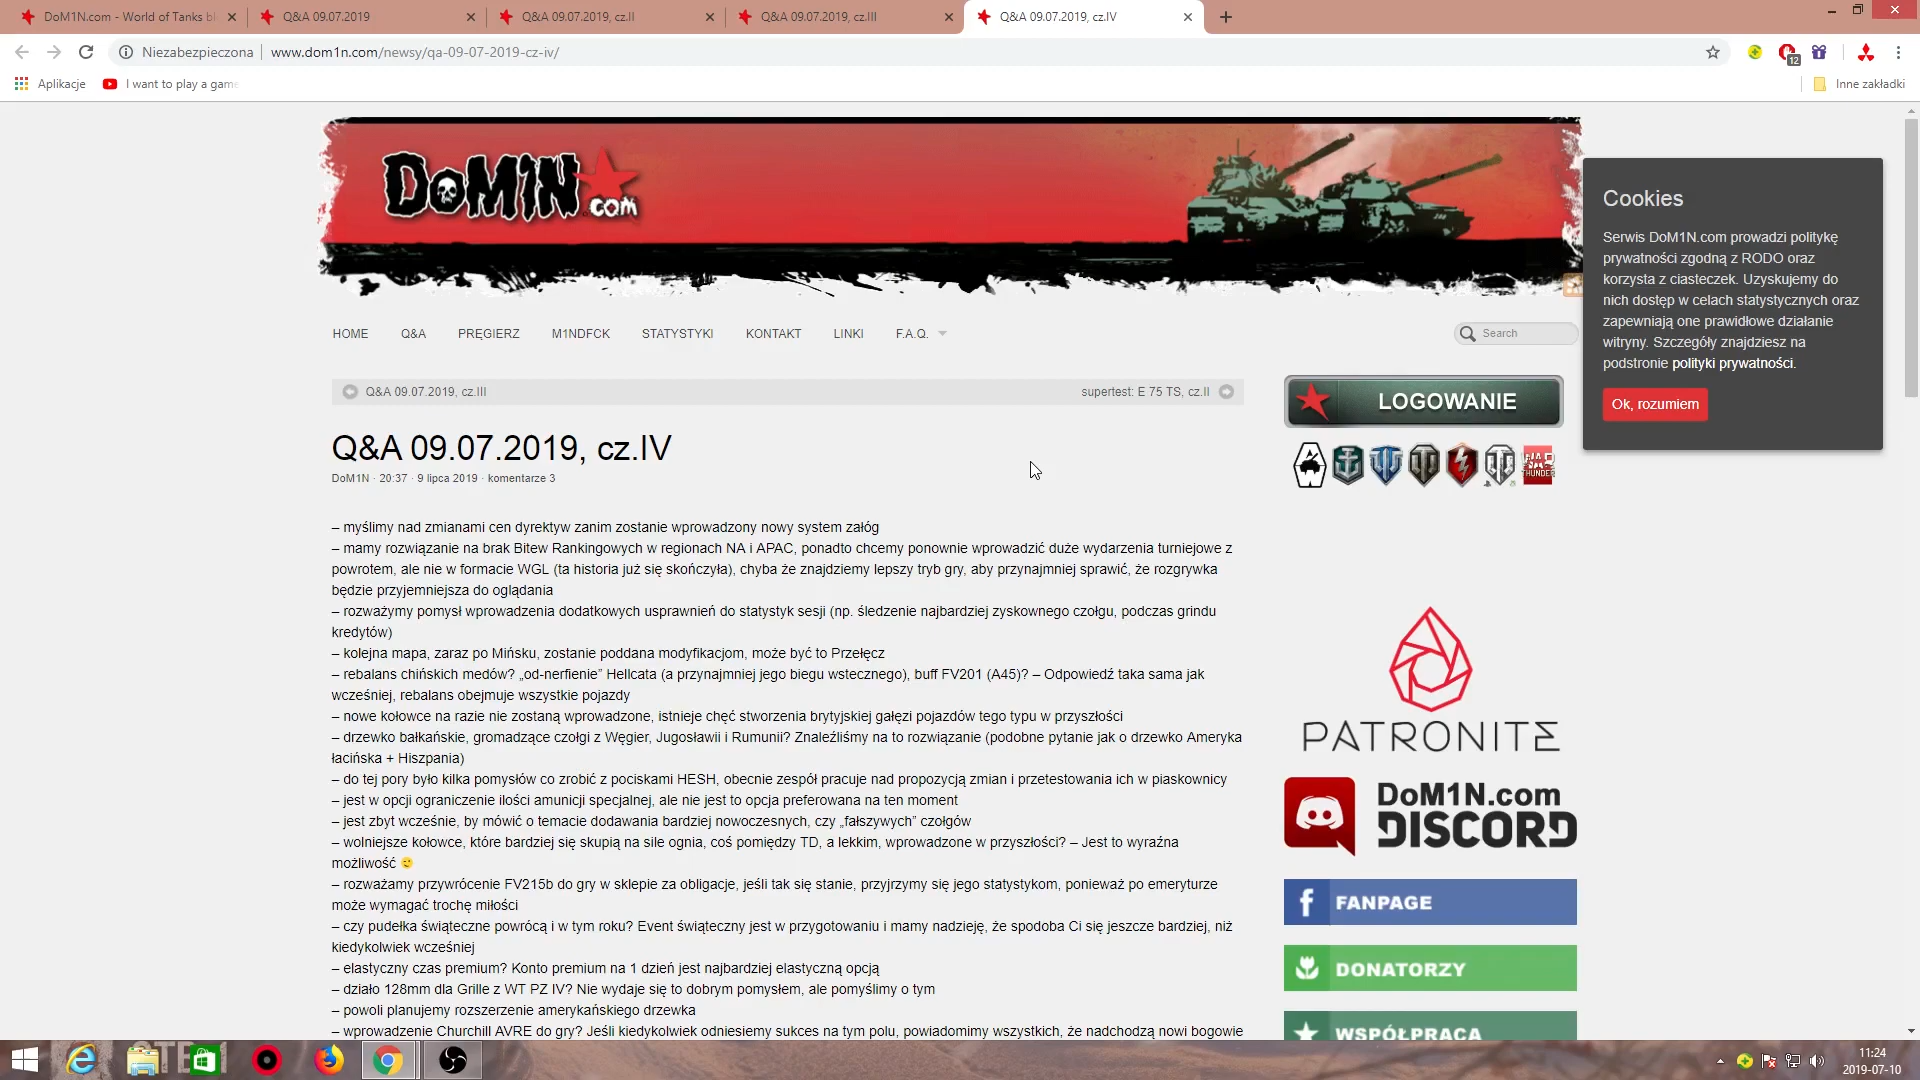 DoM1N.com - World of Tanks bl
Q&A 09.07.2019
Q&A 09.07.2019, cz.II
Q&A 09.07.2019, cz.III
Q&A 09.07.2019, cz.IV
Niezabezpieczona
www.dom1n.com/newsy/qa-09-07-2019-cz-iv/
12
Aplikacje
I want to play a game
Inne zakładki
DoM1N.com
Cookies
Serwis DoM1N.com prowadzi politykę
prywatności zgodną z RODO oraz
korzysta z ciasteczek. Uzyskujemy do
nich dostęp w celach statystycznych oraz
zapewniają one prawidłowe działanie
witryny. Szczegóły znajdziesz na
podstronie polityki prywatności.
Ok, rozumiem
HOME
Q&A
PRĘGIERZ
M1NDFCK
STATYSTYKI
KONTAKT
LINKI
F.A.Q.
Search
Q&A 09.07.2019, cz.III
supertest: E 75 TS, cz.II
LOGOWANIE
WAR THUNDER
Q&A 09.07.2019, cz.IV
DoM1N · 20:37 · 9 lipca 2019 · komentarze 3
– myślimy nad zmianami cen dyrektyw zanim zostanie wprowadzony nowy system załóg
– mamy rozwiązanie na brak Bitew Rankingowych w regionach NA i APAC, ponadto chcemy ponownie wprowadzić duże wydarzenia turniejowe z
powrotem, ale nie w formacie WGL (ta historia już się skończyła), chyba że znajdziemy lepszy tryb gry, aby przynajmniej sprawić, że rozgrywka
będzie przyjemniejsza do oglądania
– rozważymy pomysł wprowadzenia dodatkowych usprawnień do statystyk sesji (np. śledzenie najbardziej zyskownego czołgu, podczas grindu
kredytów)
– kolejna mapa, zaraz po Mińsku, zostanie poddana modyfikacjom, może być to Przełęcz
– rebalans chińskich medów? „od-nerfienie” Hellcata (a przynajmniej jego biegu wstecznego), buff FV201 (A45)? – Odpowiedź taka sama jak
wcześniej, rebalans obejmuje wszystkie pojazdy
– nowe kołowce na razie nie zostaną wprowadzone, istnieje chęć stworzenia brytyjskiej gałęzi pojazdów tego typu w przyszłości
– drzewko bałkańskie, gromadzące czołgi z Węgier, Jugosławii i Rumunii? Znaleźliśmy na to rozwiązanie (podobne pytanie jak o drzewko Ameryka
łacińska + Hiszpania)
– do tej pory było kilka pomysłów co zrobić z pociskami HESH, obecnie zespół pracuje nad propozycją zmian i przetestowania ich w piaskownicy
– jest w opcji ograniczenie ilości amunicji specjalnej, ale nie jest to opcja preferowana na ten moment
– jest zbyt wcześnie, by mówić o temacie dodawania bardziej nowoczesnych, czy „fałszywych” czołgów
– wolniejsze kołowce, które bardziej się skupią na sile ognia, coś pomiędzy TD, a lekkim, wprowadzone w przyszłości? – Jest to wyraźna
możliwość
– rozważamy przywrócenie FV215b do gry w sklepie za obligacje, jeśli tak się stanie, przyjrzymy się jego statystykom, ponieważ po emeryturze
może wymagać trochę miłości
– czy pudełka świąteczne powrócą i w tym roku? Event świąteczny jest w przygotowaniu i mamy nadzieję, że spodoba Ci się jeszcze bardziej, niż
kiedykolwiek wcześniej
– elastyczny czas premium? Konto premium na 1 dzień jest najbardziej elastyczną opcją
– działo 128mm dla Grille z WT PZ IV? Nie wydaje się to dobrym pomysłem, ale pomyślimy o tym
– powoli planujemy rozszerzenie amerykańskiego drzewka
– wprowadzenie Churchill AVRE do gry? Jeśli kiedykolwiek odniesiemy sukces na tym polu, powiadomimy wszystkich, że nadchodzą nowi bogowie
PATRONITE
DoM1N.com
DISCORD
FANPAGE
DONATORZY
WSPÓŁPRACA
11:24
2019-07-10